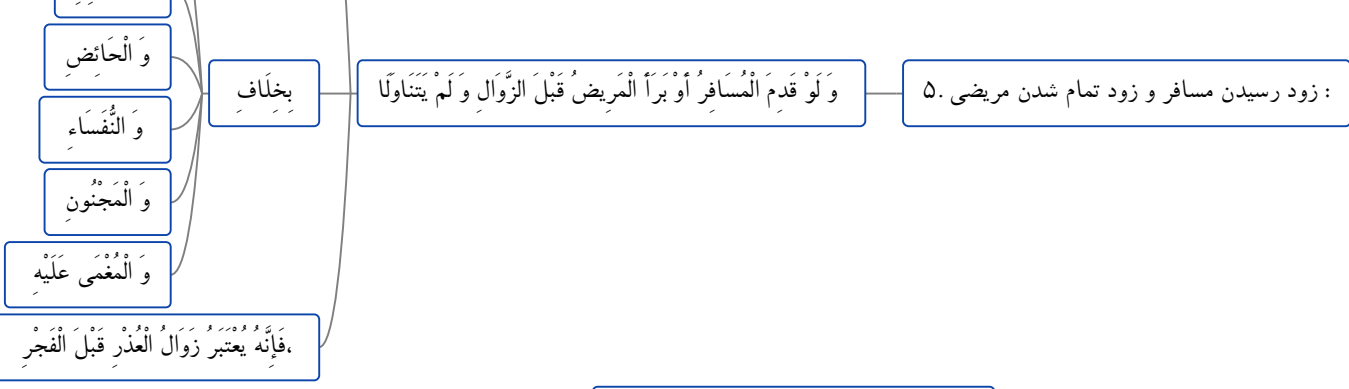 : زود رسیدن مسافر و زود تمام شدن مریضی .۵
وَ لَوْ قَدِمَ الْمُسَافِرُ أَوْ بَرَأَ الْمَرِيضُ قَبْلَ الزَّوَالِ وَ لَمْ يَتَنَاوَلَا
بِخِلَافِ
وَ الْحَائِضِ
وَ النُّفَسَاءِ
وَ الْمَجْنُونِ
وَ الْمُغْمَى عَلَيْهِ
،فَإِنَّهُ يُعْتَبَرُ زَوَالُ الْعُذْرِ قَبْلَ الْفَجْرِ